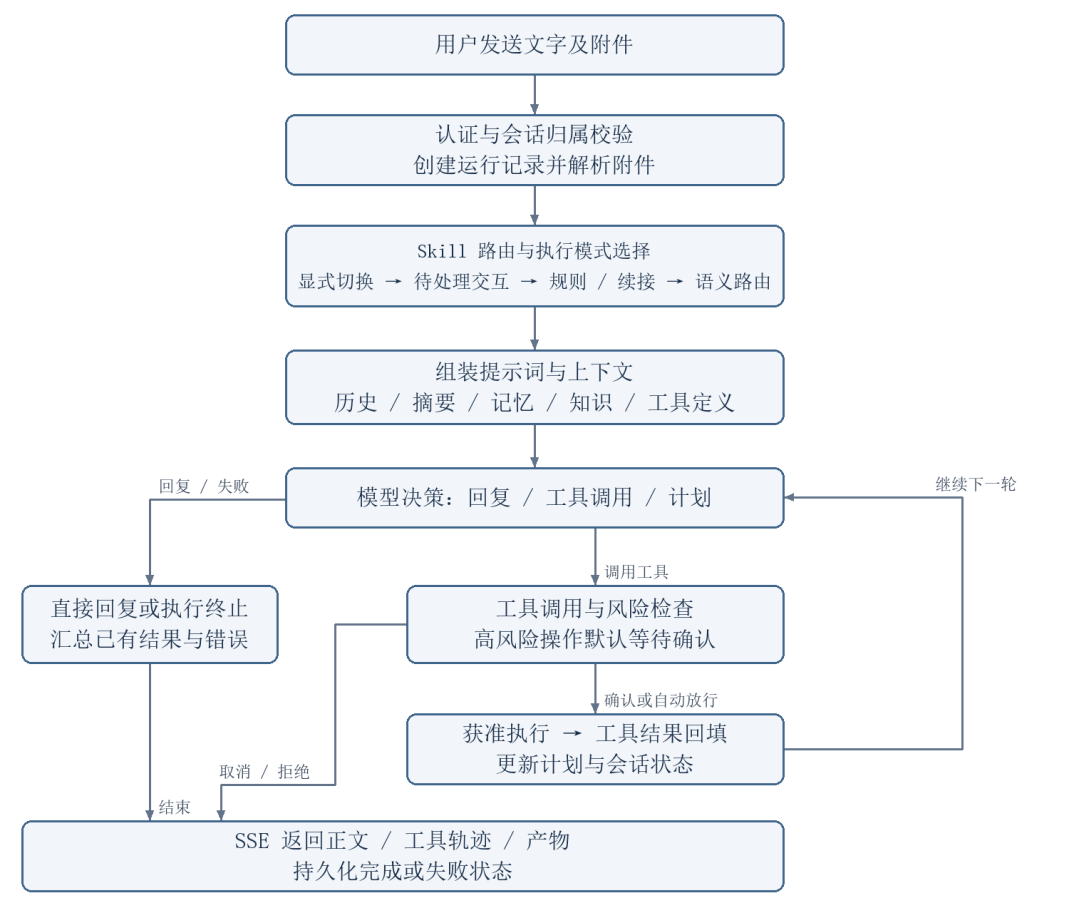 用户发送文字及附件
认证与会话归属校验
创建运行记录并解析附件
Skill 路由与执行模式选择
显式切换 → 待处理交互 → 规则 / 续接 → 语义路由
组装提示词与上下文
历史 / 摘要 / 记忆 / 知识 / 工具定义
回复 / 失败
模型决策: 回复 / 工具调用 / 计划
继续下一轮
调用工具
直接回复或执行终止
汇总已有结果与错误
工具调用与风险检查
高风险操作默认等待确认
确认或自动放行
获准执行 → 工具结果回填
更新计划与会话状态
取消 / 拒绝
结束
SSE 返回正文 / 工具轨迹 / 产物
持久化完成或失败状态